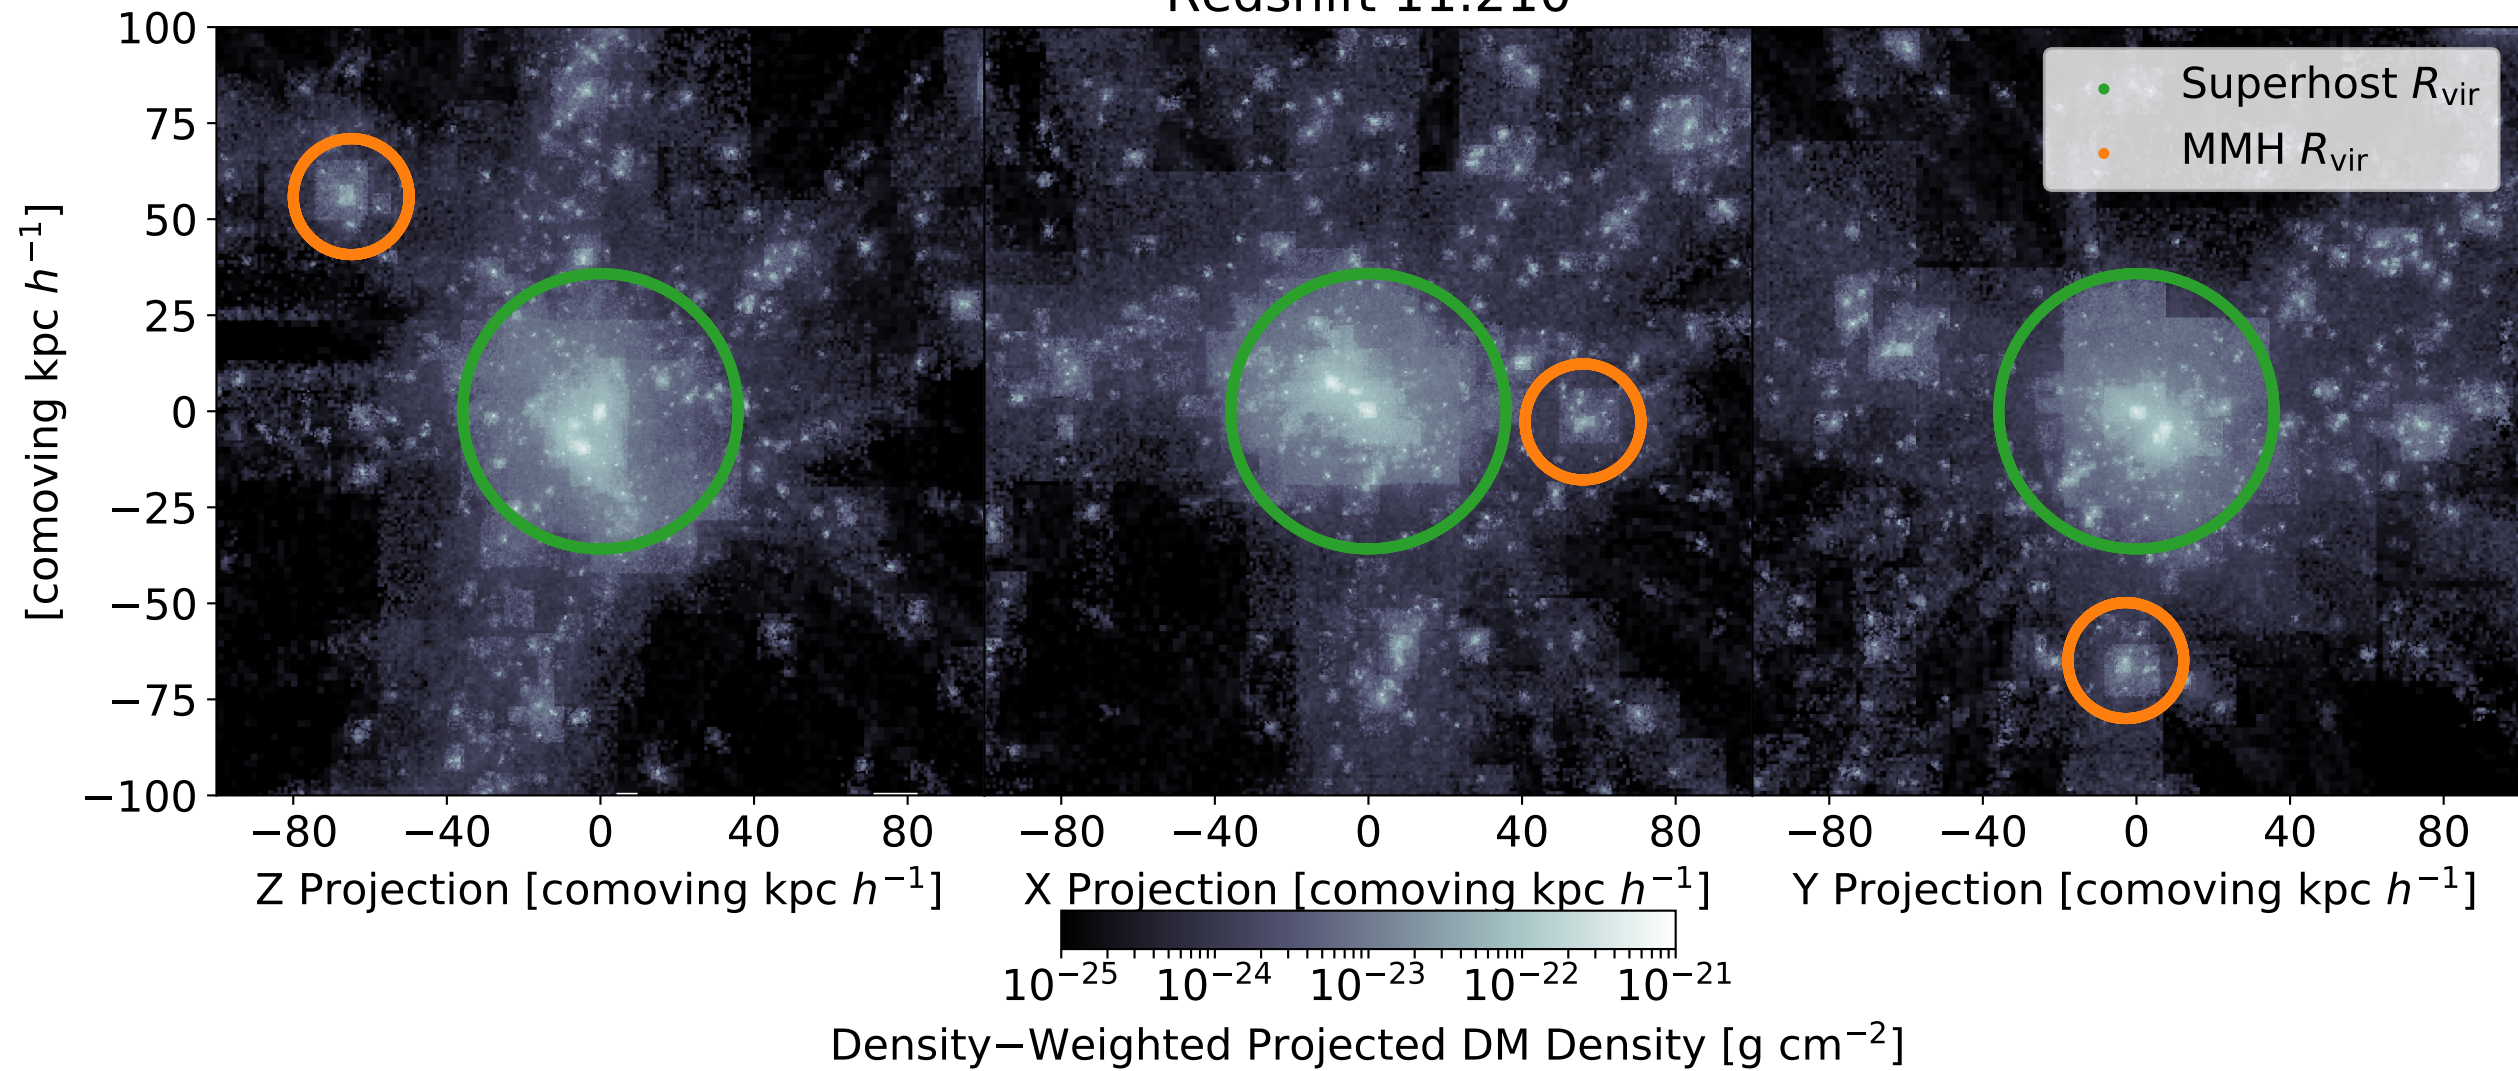 Redshift 11.210
[comoving kpc h⁻¹]
100
75
50
25
0
−25
−50
−75
−100
Superhost Rvir
MMH Rvir
−80 −40 0 40 80 −80 −40 0 40 80 −80 −40 0 40 80
Z Projection [comoving kpc h⁻¹] X Projection [comoving kpc h⁻¹] Y Projection [comoving kpc h⁻¹]
10⁻²⁵ 10⁻²⁴ 10⁻²³ 10⁻²² 10⁻²¹
Density−Weighted Projected DM Density [g cm⁻²]